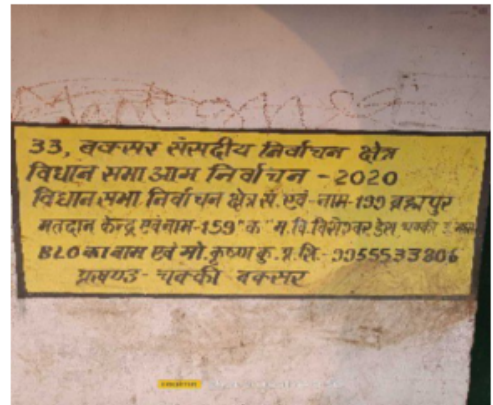 33, बक्सर संसदीय निर्वाचन क्षेत्र
विधान सभा आम निर्वाचन - 2020
विधान सभा निर्वाचन क्षेत्र सं. एवं - नाम - 199 ब्रह्मपुर
मतदान केन्द्र एवं नाम - 159 "क" म. वि. विशेश्वर डेरा, चक्की
BLO का नाम एवं मो. कृष्णा कु. प्र. शि. - 9955533806
प्रखण्ड - चक्की बक्सर